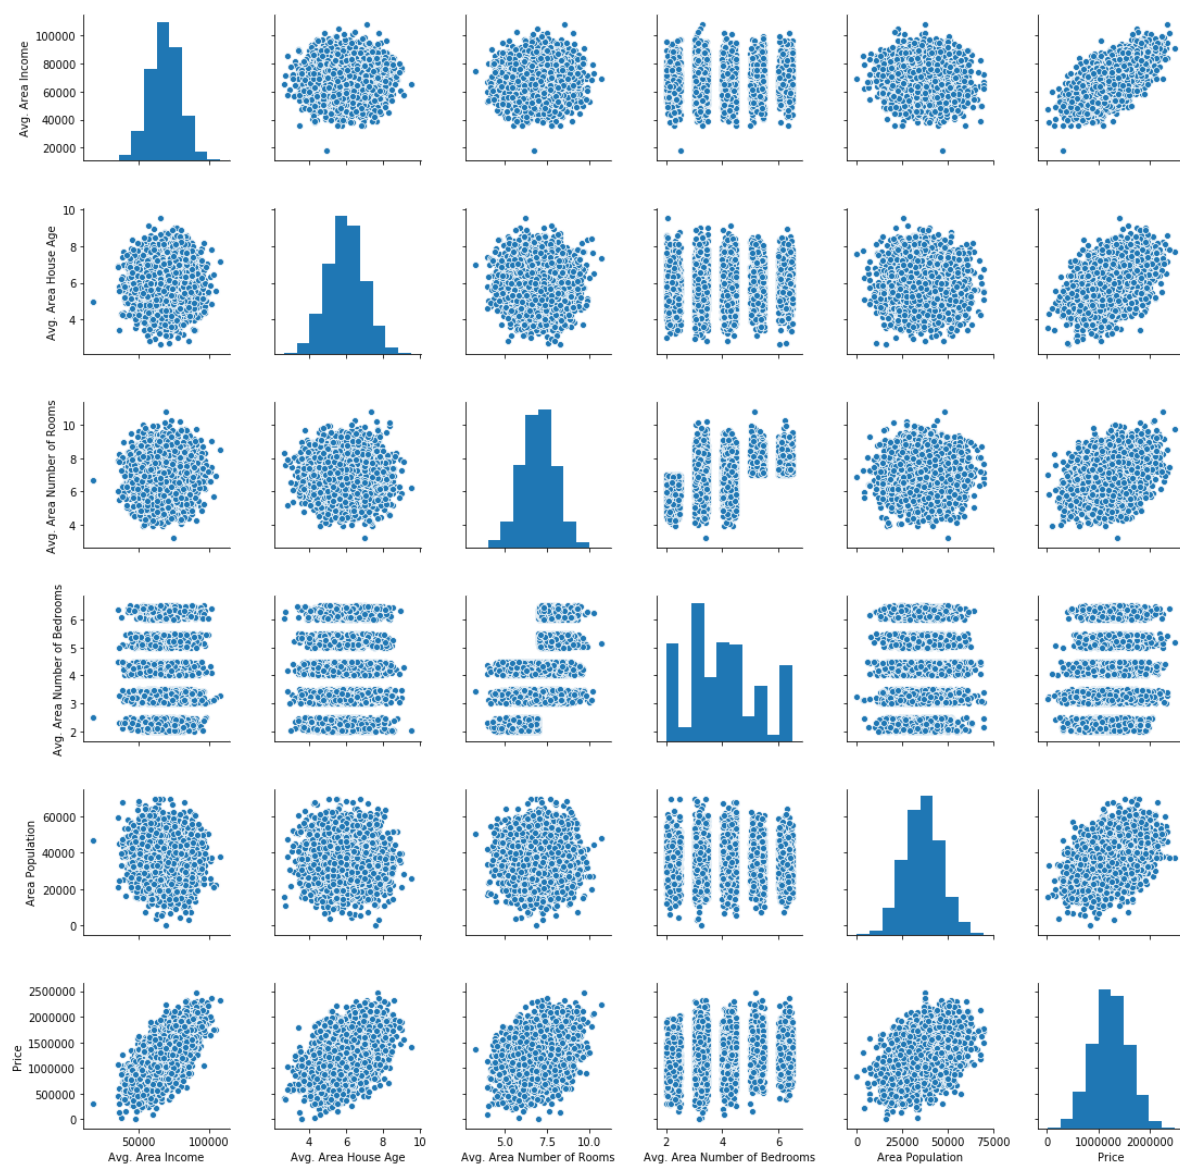 Avg. Area Income
100000
80000
60000
40000
20000
Avg. Area House Age
10
8
6
4
Avg. Area Number of Rooms
10
8
6
4
Avg. Area Number of Bedrooms
6
5
4
3
2
Area Population
60000
40000
20000
0
Price
2500000
2000000
1500000
1000000
500000
0
50000 100000
Avg. Area Income
4 6 8 10
Avg. Area House Age
5.0 7.5 10.0
Avg. Area Number of Rooms
2 4 6
Avg. Area Number of Bedrooms
0 25000 50000 75000
Area Population
0 1000000 2000000
Price